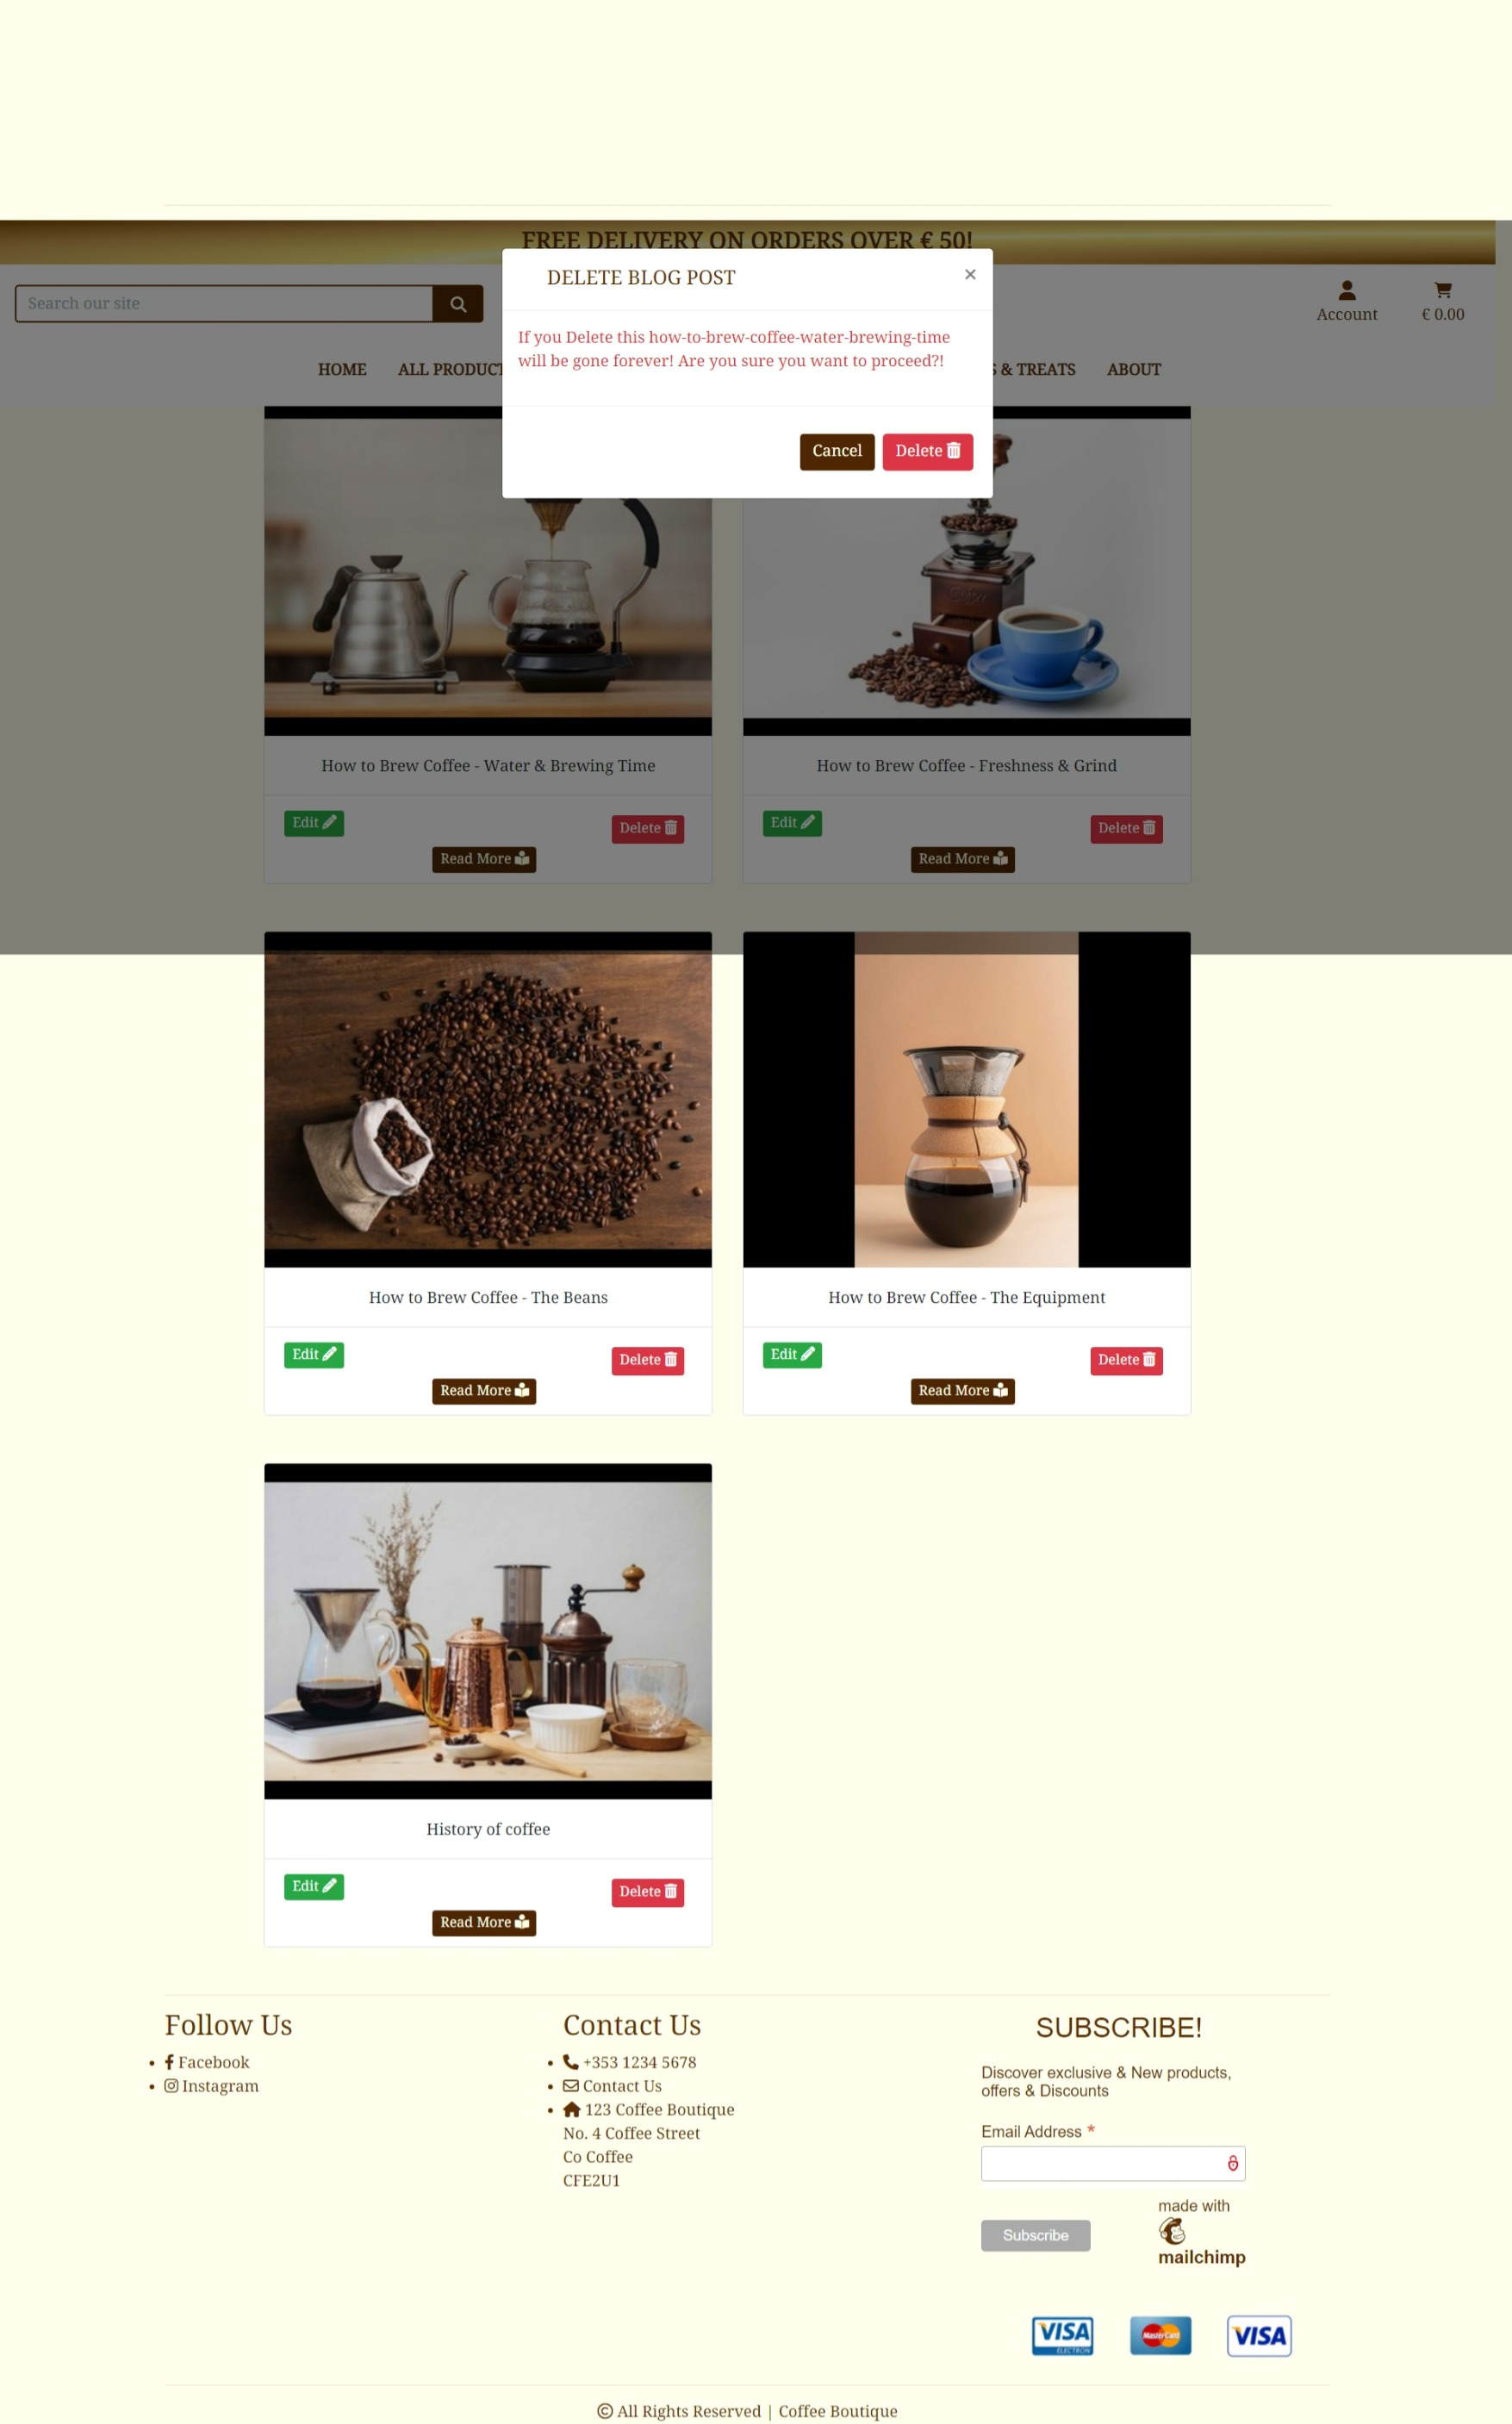 FREE DELIVERY ON ORDERS OVER € 50!
DELETE BLOG POST ×
Search our site
Account € 0.00
If you Delete this how-to-brew-coffee-water-brewing-time
will be gone forever! Are you sure you want to proceed?!
HOME ALL PRODUCT S & TREATS ABOUT
Cancel Delete
How to Brew Coffee - Water & Brewing Time
How to Brew Coffee - Freshness & Grind
Edit Delete
Read More
Edit Delete
Read More
How to Brew Coffee - The Beans
How to Brew Coffee - The Equipment
Edit Delete
Read More
Edit Delete
Read More
History of coffee
Edit Delete
Read More
Follow Us
Facebook
Instagram
Contact Us
+353 1234 5678
Contact Us
123 Coffee Boutique
No. 4 Coffee Street
Co Coffee
CFE2U1
SUBSCRIBE!
Discover exclusive & New products,
offers & Discounts
Email Address *
Subscribe
made with
mailchimp
VISA
ELECTRON
MasterCard
VISA
© All Rights Reserved | Coffee Boutique